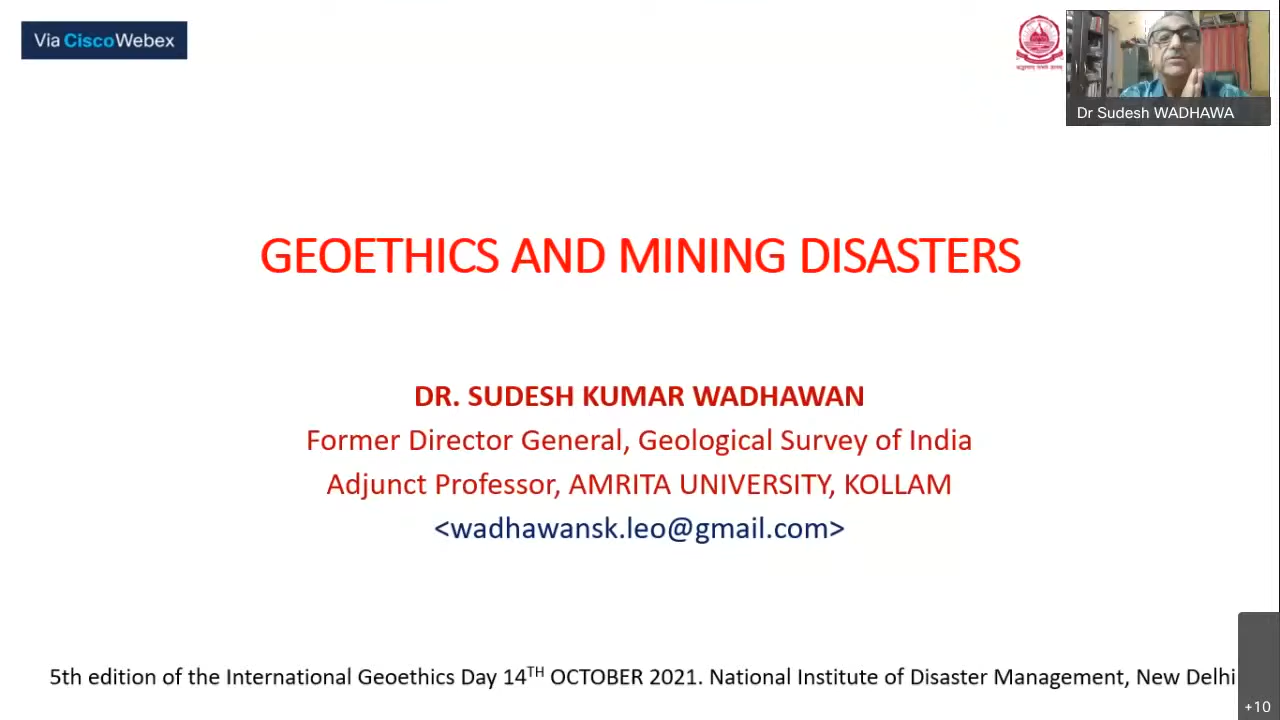 Via Cisco Webex
Dr Sudesh WADHAWA
GEOETHICS AND MINING DISASTERS
DR. SUDESH KUMAR WADHAWAN
Former Director General, Geological Survey of India
Adjunct Professor, AMRITA UNIVERSITY, KOLLAM
<wadhawansk.leo@gmail.com>
5th edition of the International Geoethics Day 14TH OCTOBER 2021. National Institute of Disaster Management, New Delhi
+10